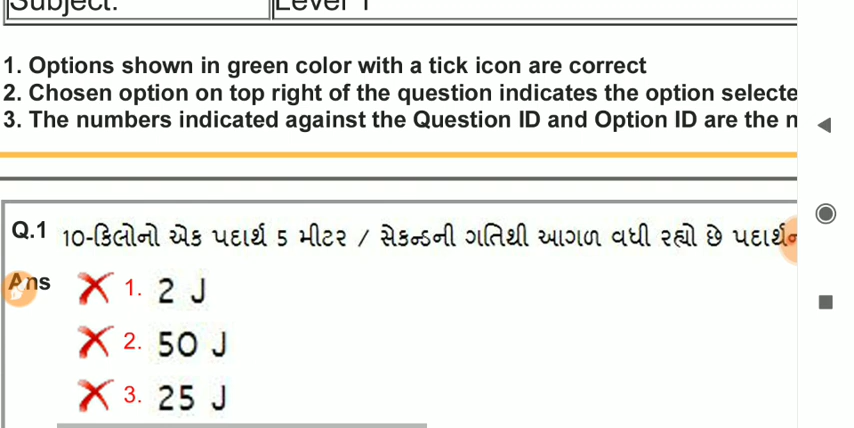 Subject: Level 1
1. Options shown in green color with a tick icon are correct
2. Chosen option on top right of the question indicates the option selecte
3. The numbers indicated against the Question ID and Option ID are the n
Q.1 10-કિલોનો એક પદાર્થ 5 મીટર / સેકન્ડની ગતિથી આગળ વધી રહ્યો છે
Ans 1. 2 J
2. 50 J
3. 25 J